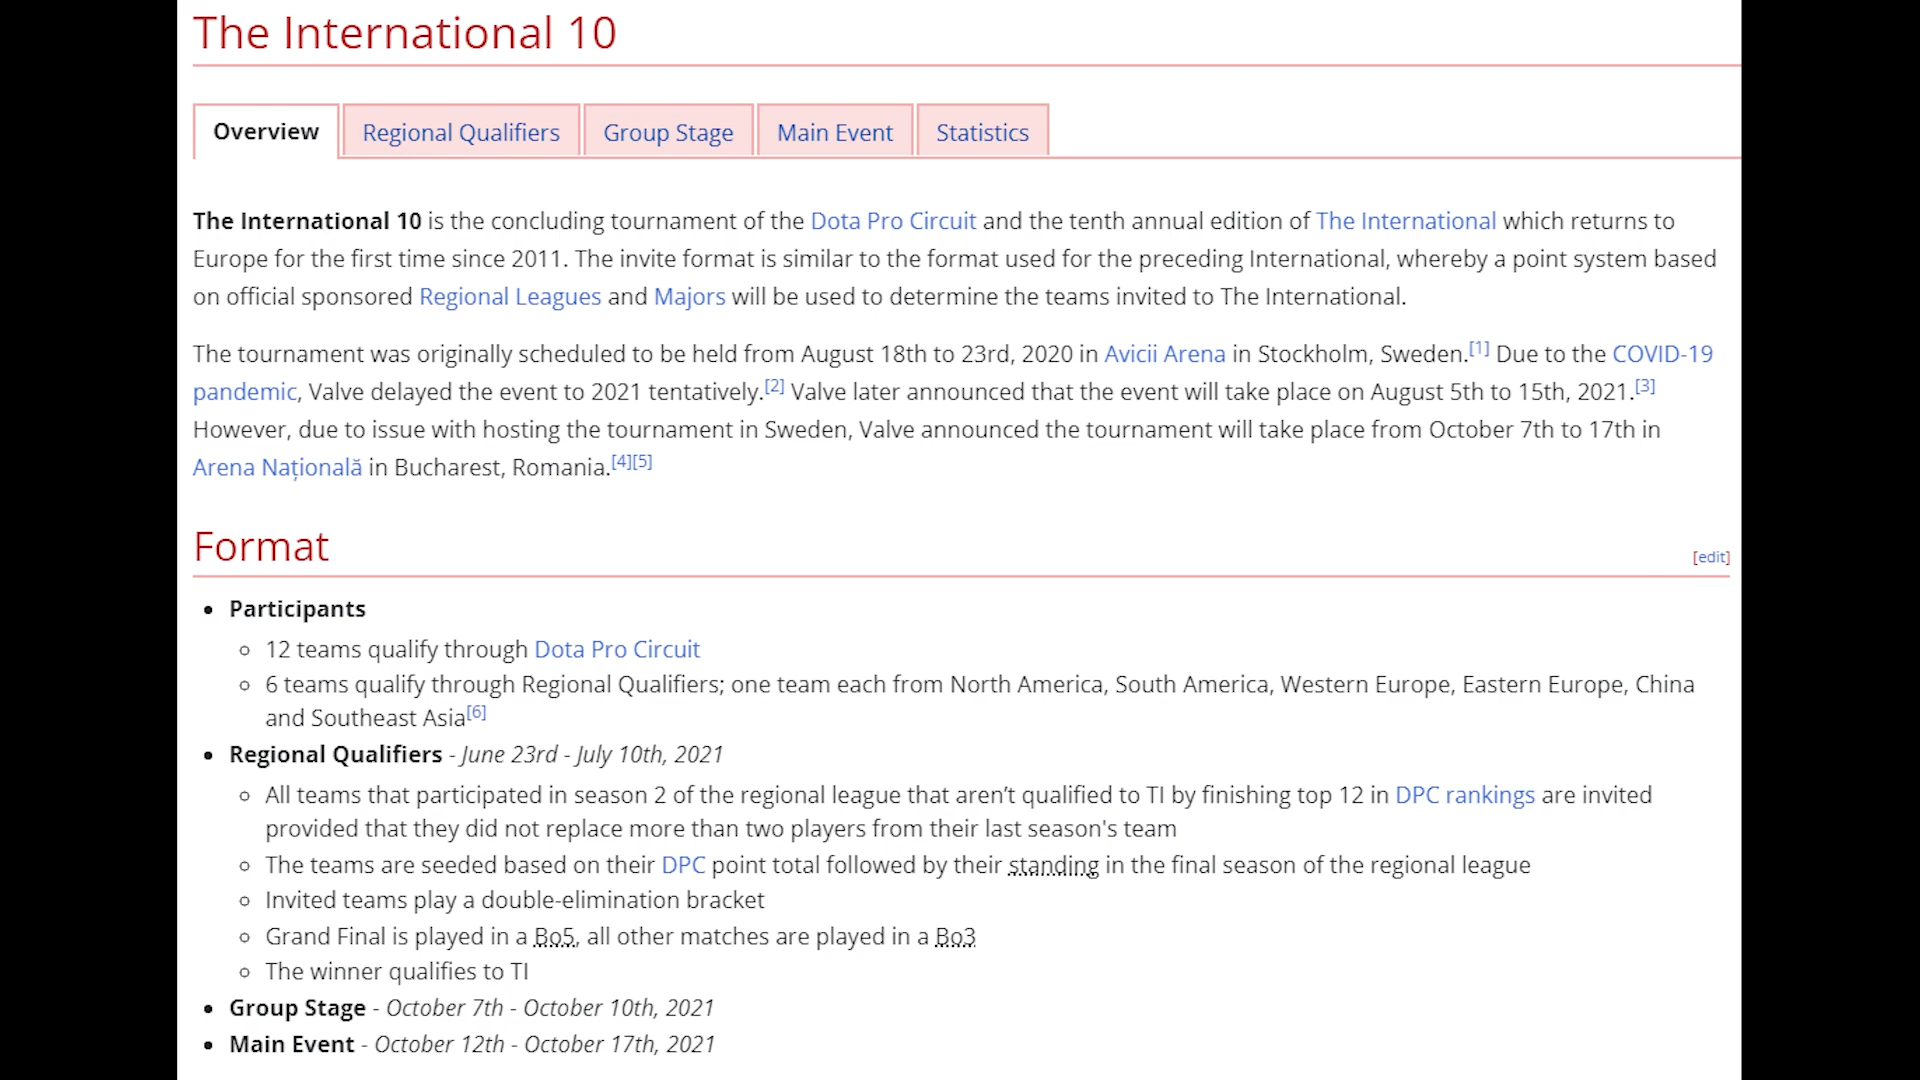 The International 10
Overview
Regional Qualifiers
Group Stage
Main Event
Statistics
The International 10 is the concluding tournament of the Dota Pro Circuit and the tenth annual edition of The International which returns to
Europe for the first time since 2011. The invite format is similar to the format used for the preceding International, whereby a point system based
on official sponsored Regional Leagues and Majors will be used to determine the teams invited to The International.
The tournament was originally scheduled to be held from August 18th to 23rd, 2020 in Avicii Arena in Stockholm, Sweden.[1] Due to the COVID-19
pandemic, Valve delayed the event to 2021 tentatively.[2] Valve later announced that the event will take place on August 5th to 15th, 2021.[3]
However, due to issue with hosting the tournament in Sweden, Valve announced the tournament will take place from October 7th to 17th in
Arena Națională in Bucharest, Romania.[4][5]
Format
[edit]
Participants
12 teams qualify through Dota Pro Circuit
6 teams qualify through Regional Qualifiers; one team each from North America, South America, Western Europe, Eastern Europe, China
and Southeast Asia[6]
Regional Qualifiers - June 23rd - July 10th, 2021
All teams that participated in season 2 of the regional league that aren’t qualified to TI by finishing top 12 in DPC rankings are invited
provided that they did not replace more than two players from their last season's team
The teams are seeded based on their DPC point total followed by their standing in the final season of the regional league
Invited teams play a double-elimination bracket
Grand Final is played in a Bo5, all other matches are played in a Bo3
The winner qualifies to TI
Group Stage - October 7th - October 10th, 2021
Main Event - October 12th - October 17th, 2021